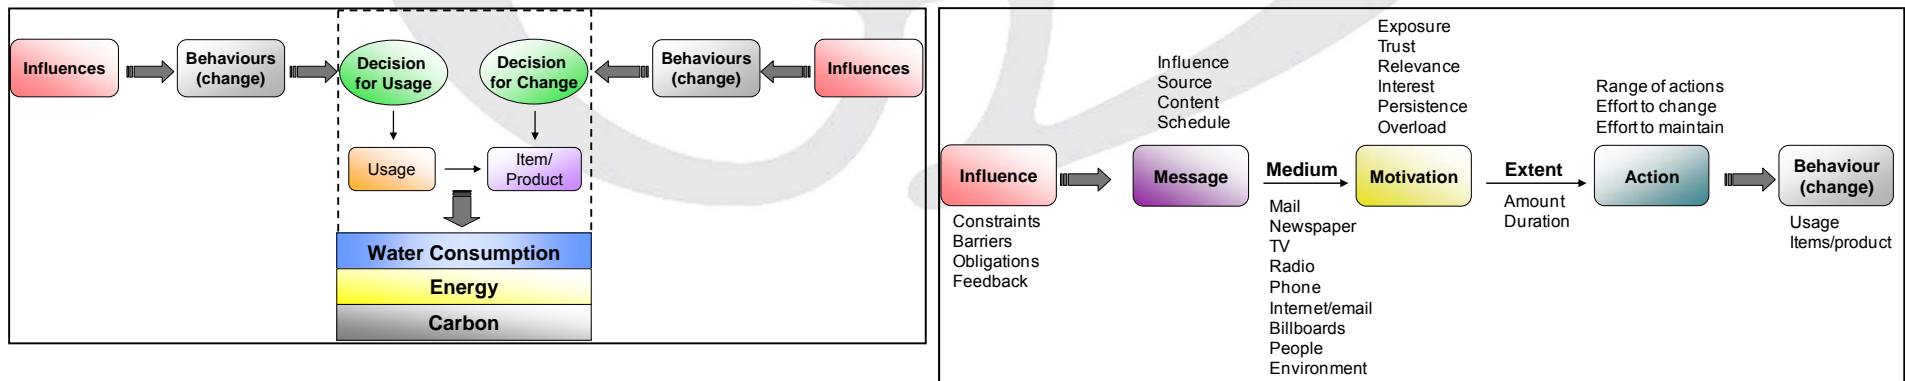 Influences
Behaviours
(change)
Decision
for Usage
Decision
for Change
Behaviours
(change)
Influences
Usage
Item/
Product
Water Consumption
Energy
Carbon
Influence
Constraints
Barriers
Obligations
Feedback
Influence
Source
Content
Schedule
Message
Medium
Mail
Newspaper
TV
Radio
Phone
Internet/email
Billboards
People
Environment
Exposure
Trust
Relevance
Interest
Persistence
Overload
Motivation
Extent
Amount
Duration
Range of actions
Effort to change
Effort to maintain
Action
Behaviour
(change)
Usage
Items/product